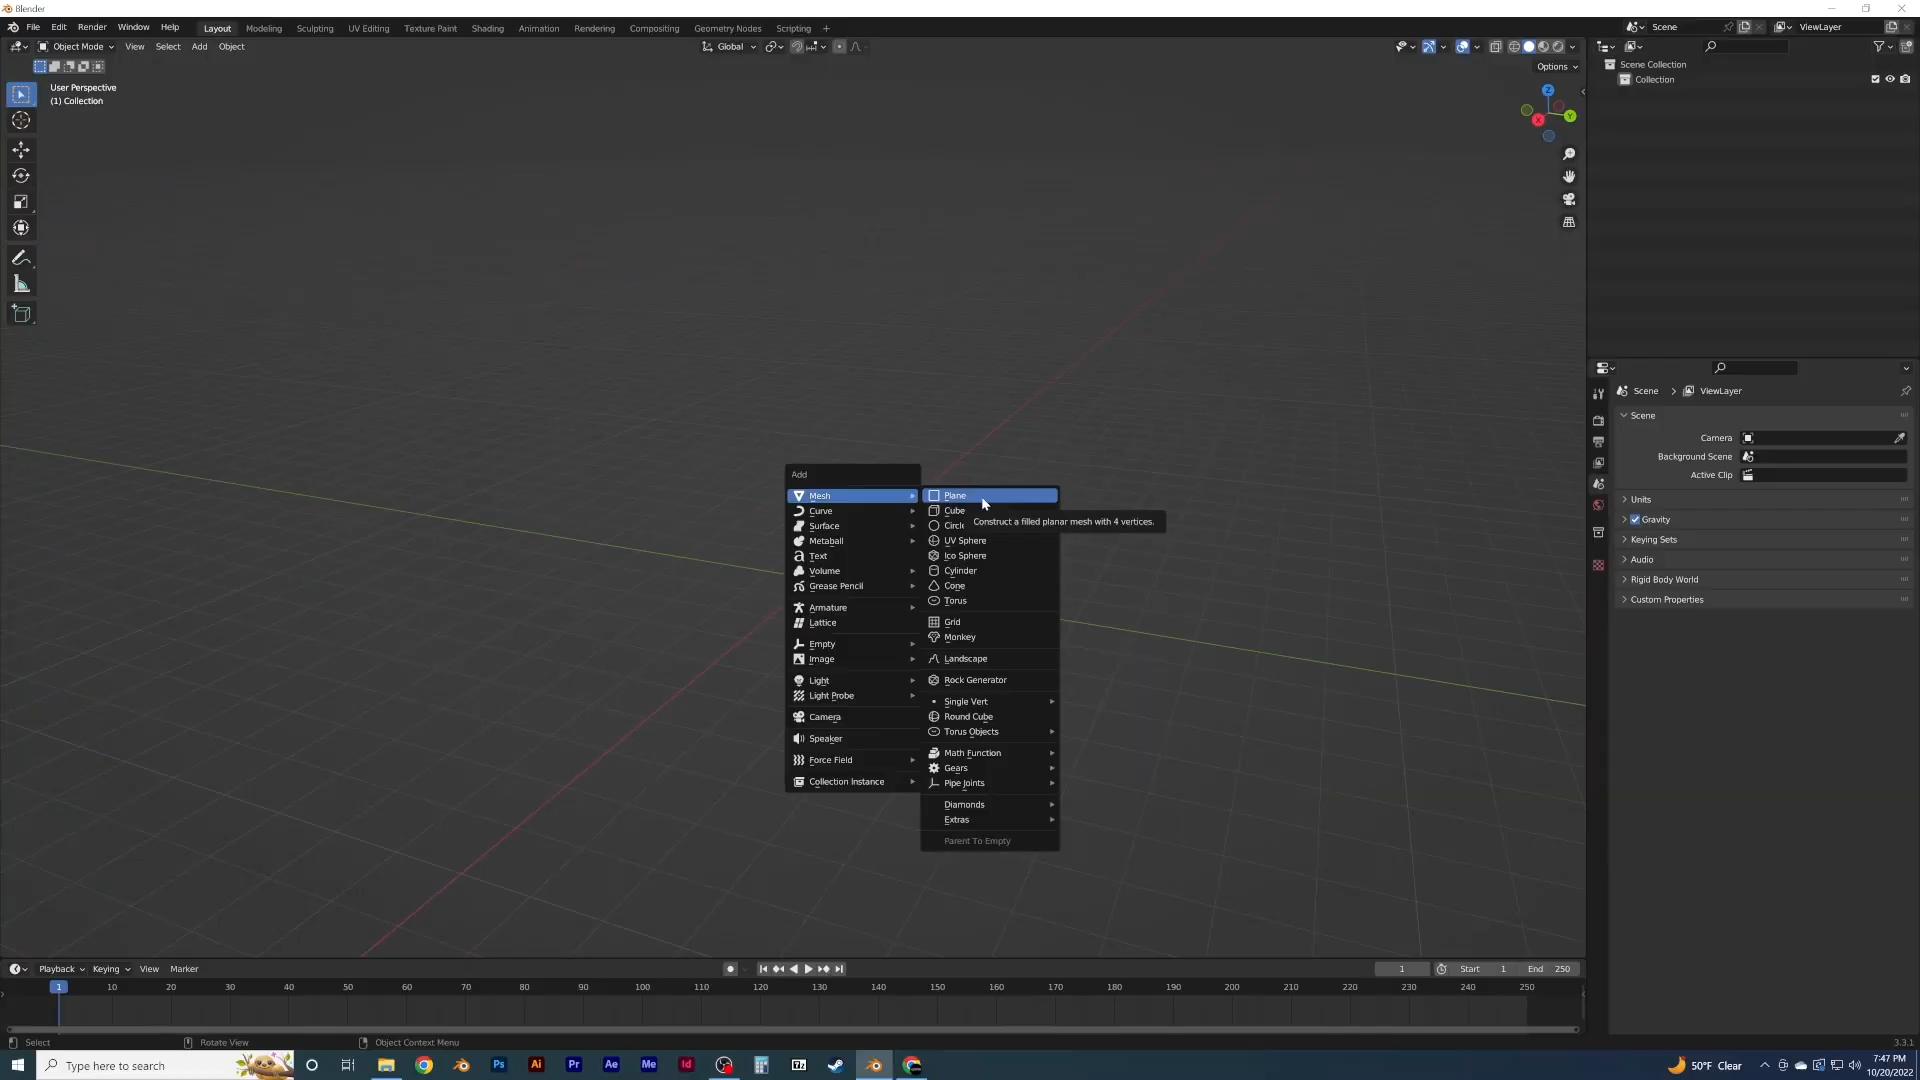 Blender
File Edit Render Window Help Layout Modeling Sculpting UV Editing Texture Paint Shading Animation Rendering Compositing Geometry Nodes Scripting + Scene ViewLayer
Object Mode View Select Add Object Global
Options
User Perspective
(1) Collection
Z
X
Y
Scene Collection
Collection
Scene > ViewLayer
Scene
Camera
Background Scene
Active Clip
Units
Gravity
Keying Sets
Audio
Rigid Body World
Custom Properties
Add
Mesh
Curve
Surface
Metaball
Text
Volume
Grease Pencil
Armature
Lattice
Empty
Image
Light
Light Probe
Camera
Speaker
Force Field
Collection Instance
Plane
Cube
Circle
Construct a filled planar mesh with 4 vertices.
UV Sphere
Ico Sphere
Cylinder
Cone
Torus
Grid
Monkey
Landscape
Rock Generator
Single Vert
Round Cube
Torus Objects
Math Function
Gears
Pipe Joints
Diamonds
Extras
Parent To Empty
Playback Keying View Marker 1 Start 1 End 250
1 10 20 30 40 50 60 70 80 90 100 110 120 130 140 150 160 170 180 190 200 210 220 230 240 250
Select Rotate View Object Context Menu 3.3.1
Type here to search Ps Ai Pr Ae Me Id 50°F Clear 7:47 PM
10/20/2022